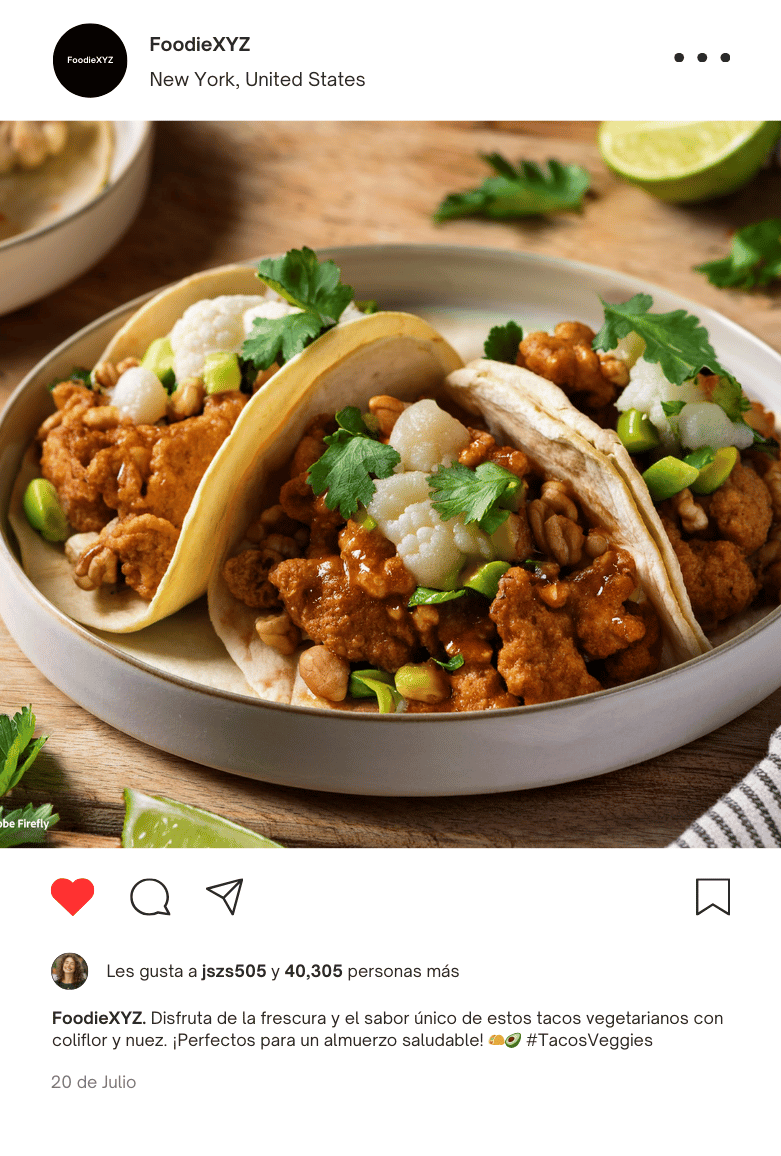 FoodieXYZ
FoodieXYZ
New York, United States
obe Firefly
Les gusta a jszs505 y 40,305 personas más
FoodieXYZ. Disfruta de la frescura y el sabor único de estos tacos vegetarianos con
coliflor y nuez. ¡Perfectos para un almuerzo saludable! 🌮🥑 #TacosVeggies
20 de Julio